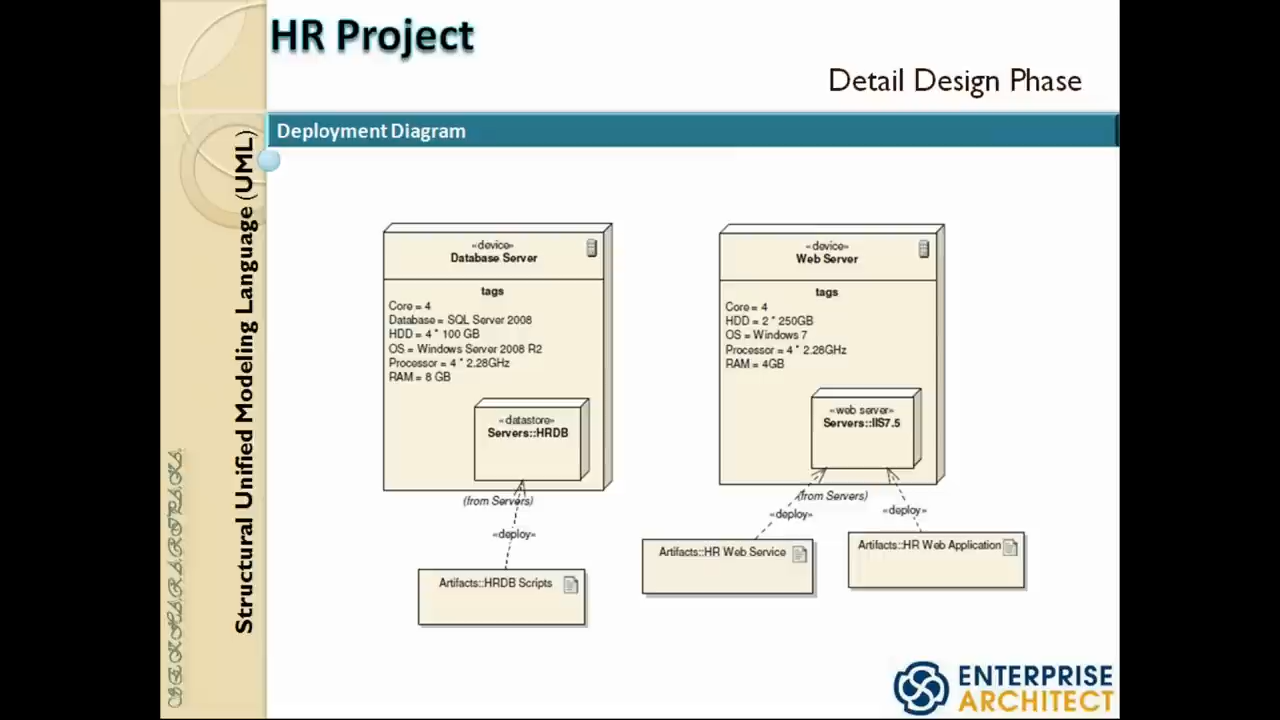 HR Project
Detail Design Phase
Deployment Diagram
Structural Unified Modeling Language (UML)
«device»
Database Server
tags
Core = 4
Database = SQL Server 2008
HDD = 4 * 100 GB
OS = Windows Server 2008 R2
Processor = 4 * 2.28GHz
RAM = 8 GB
«datastore»
Servers::HRDB
(from Servers)
«deploy»
Artifacts::HRDB Scripts
«device»
Web Server
tags
Core = 4
HDD = 2 * 250GB
OS = Windows 7
Processor = 4 * 2.28GHz
RAM = 4GB
«web server»
Servers::IIS7.5
(from Servers)
«deploy»
«deploy»
Artifacts::HR Web Service
Artifacts::HR Web Application
ENTERPRISE
ARCHITECT